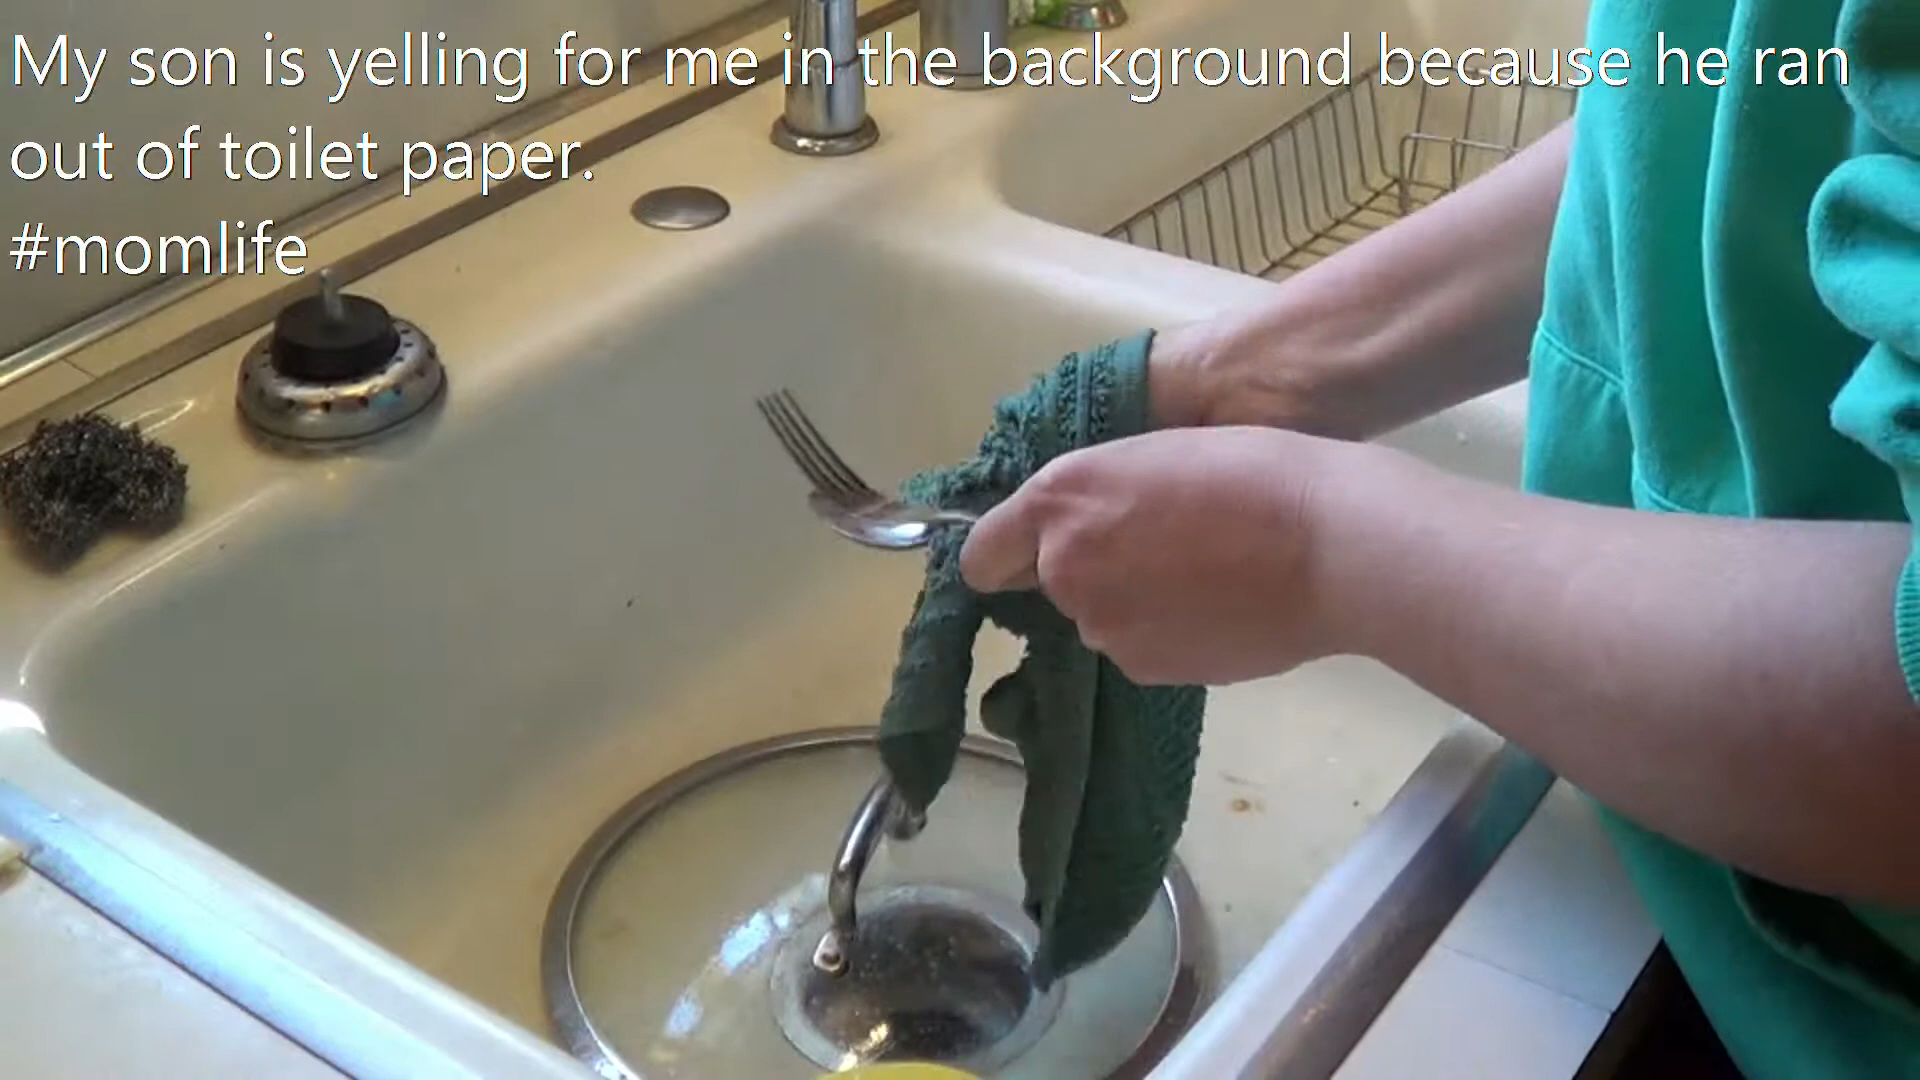 My son is yelling for me in the background because he ran
out of toilet paper.
#momlife